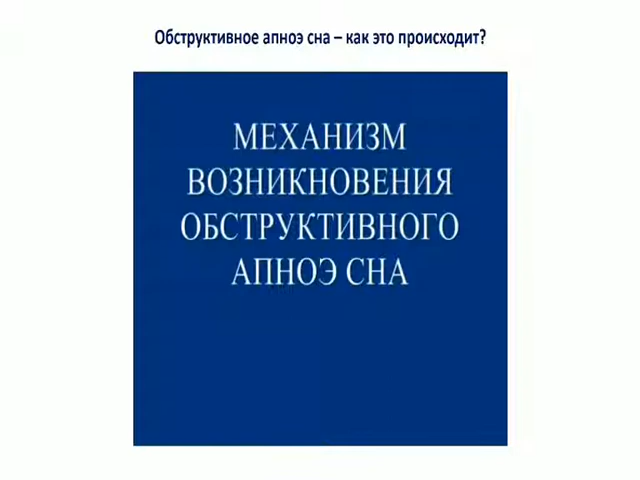 Обструктивное апноэ сна – как это происходит?
МЕХАНИЗМ
ВОЗНИКНОВЕНИЯ
ОБСТРУКТИВНОГО
АПНОЭ СНА